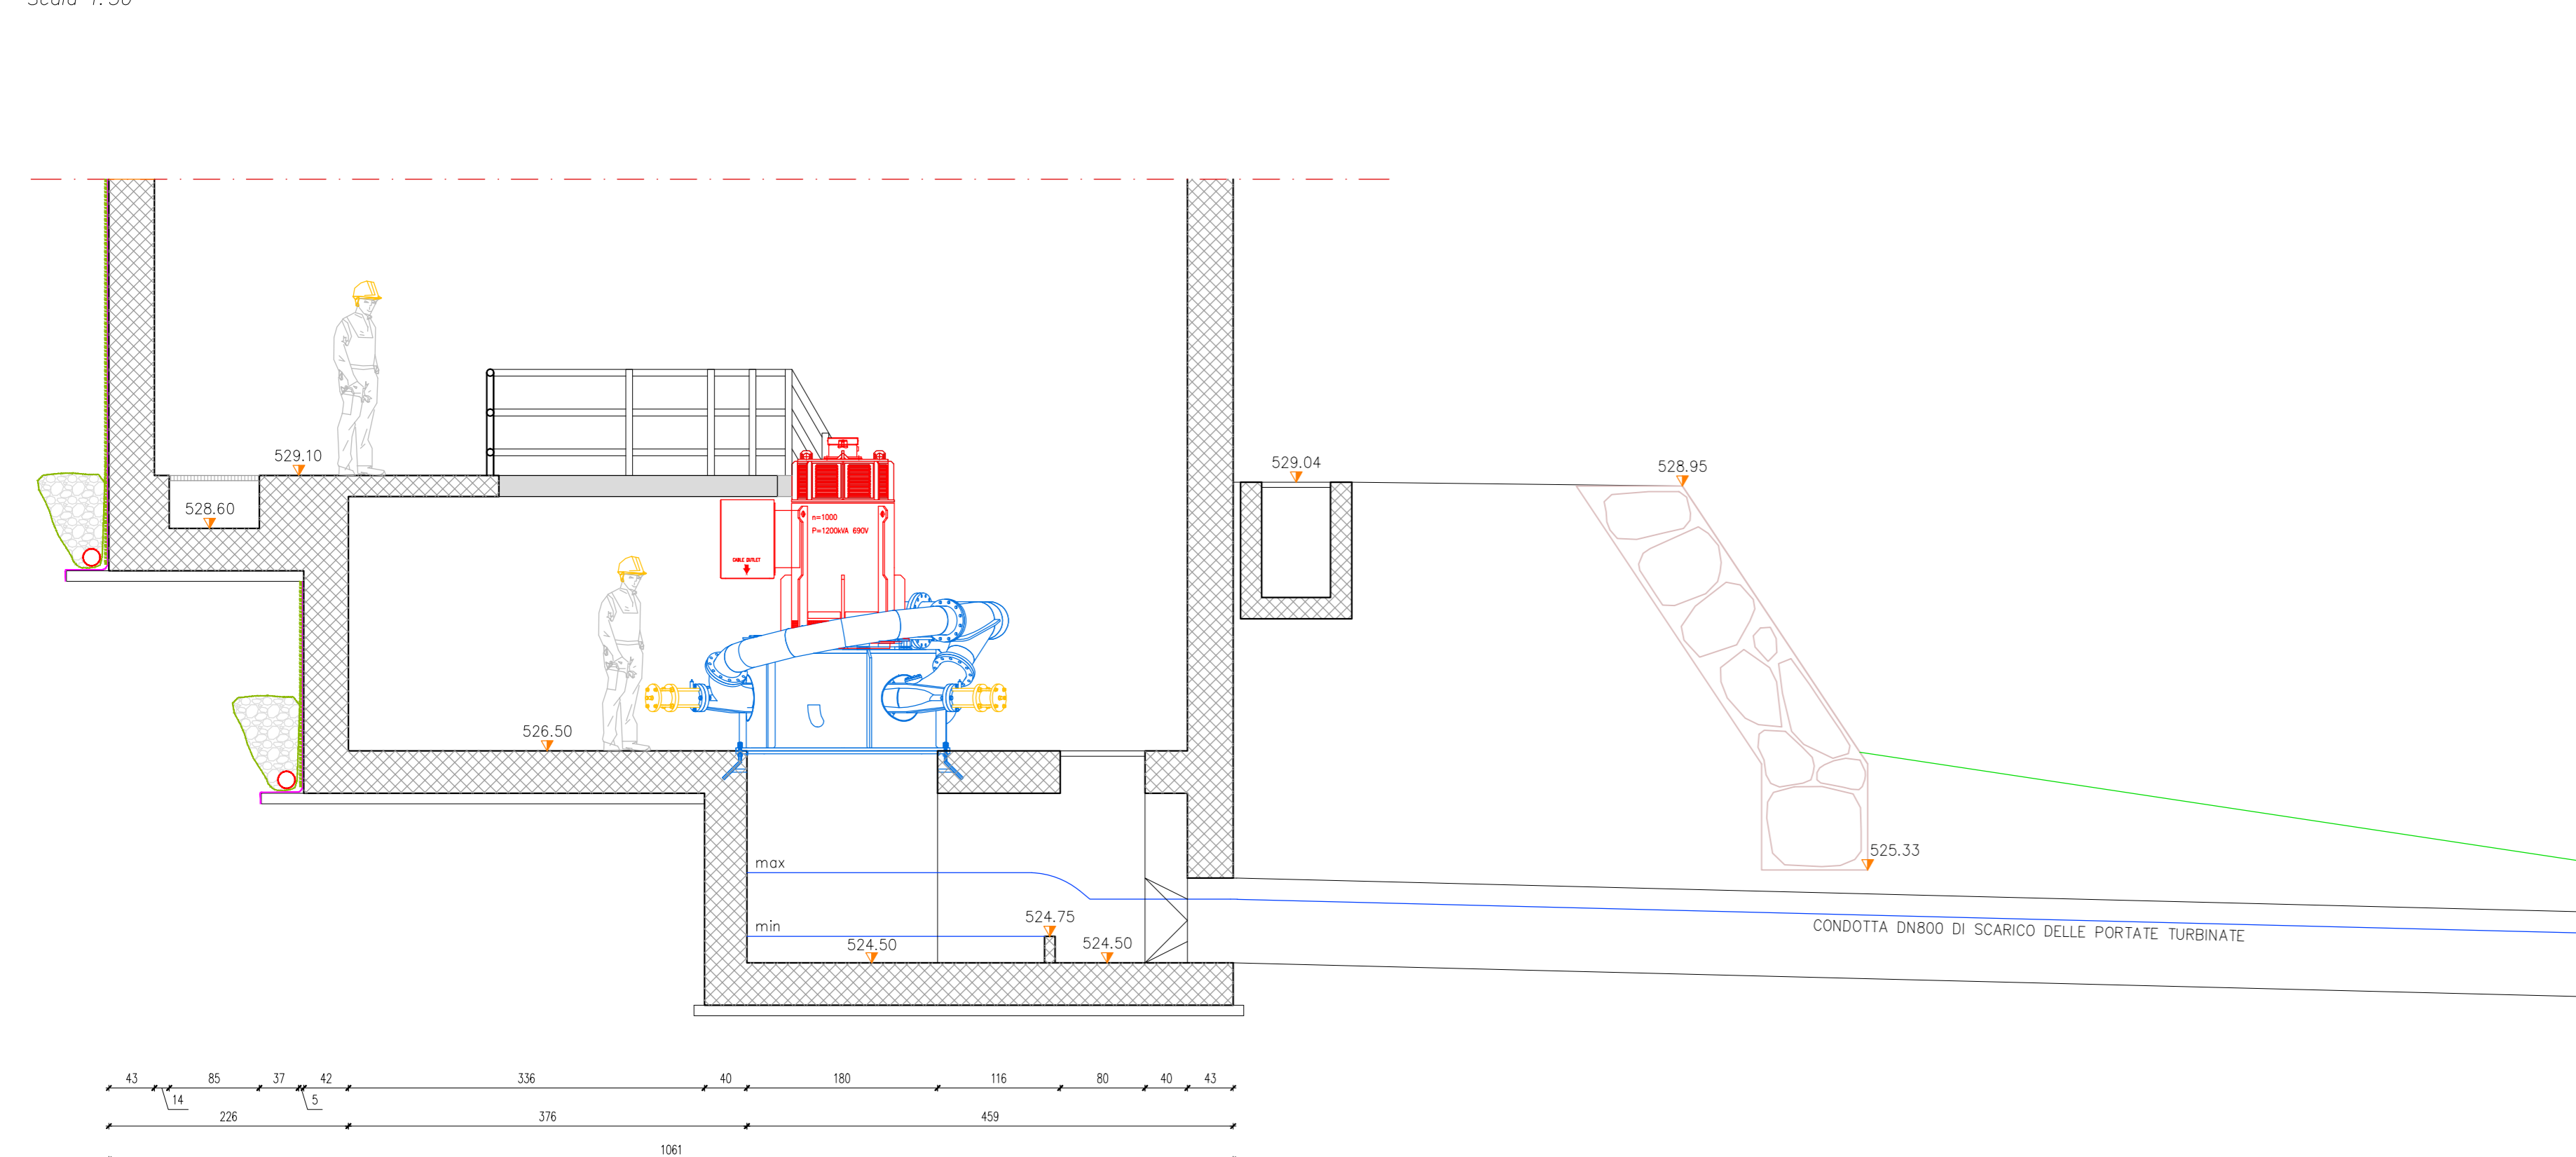 Scala 1:50
529.10
528.60
529.04
528.95
n=1000
P=1200kVA 690V
CABLE OUTLET
526.50
525.33
max
min
524.75
524.50
524.50
CONDOTTA DN800 DI SCARICO DELLE PORTATE TURBINATE
43 85 37 42 336 40 180 116 80 40 43
14 5
226 376 459
1061